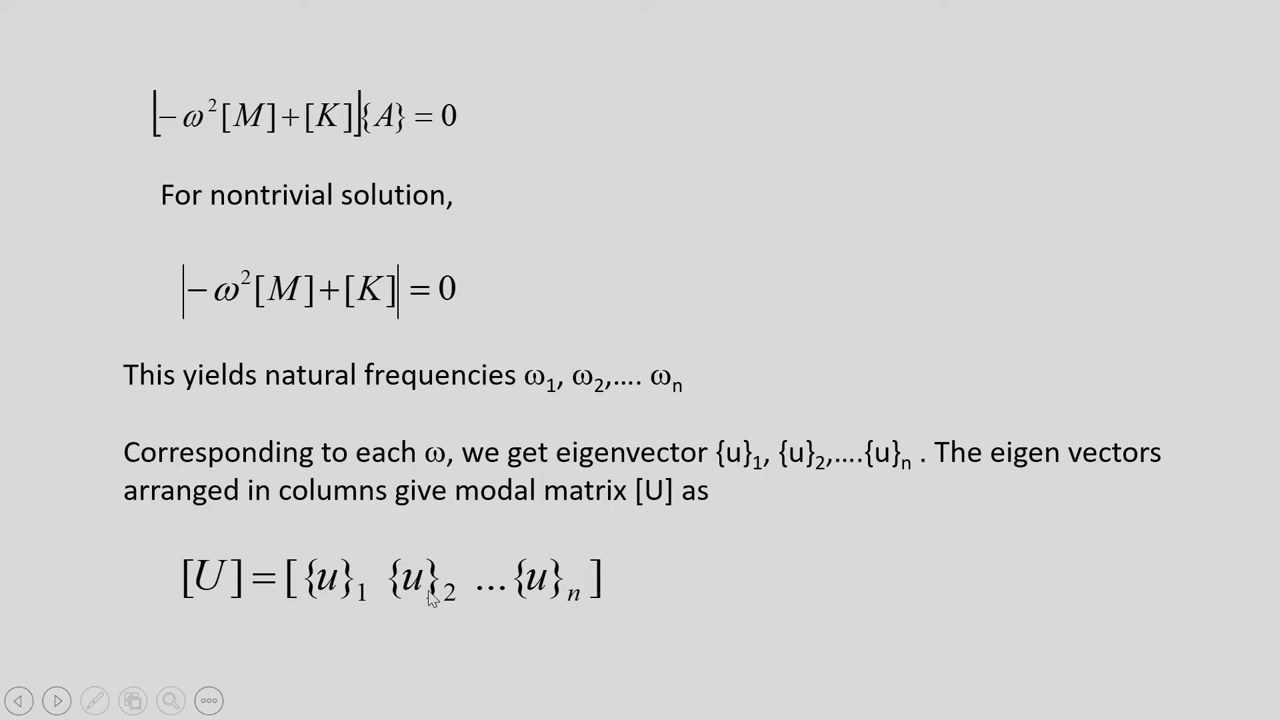 [−ω²[M]+[K]]{A} = 0
For nontrivial solution,
|−ω²[M]+[K]| = 0
This yields natural frequencies ω₁, ω₂,…. ωₙ
Corresponding to each ω, we get eigenvector {u}₁, {u}₂,….{u}ₙ . The eigen vectors
arranged in columns give modal matrix [U] as
[U] = [{u}₁ {u}₂ ...{u}ₙ ]